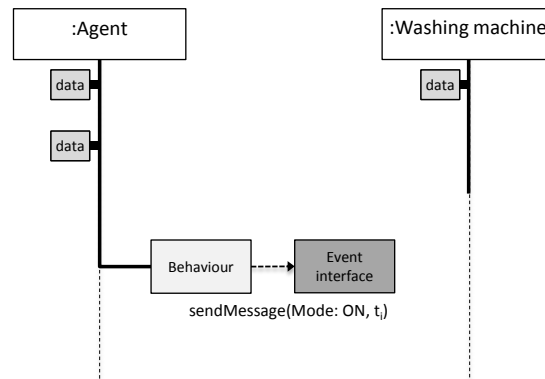 :Agent
:Washing machine
data
data
data
Behaviour
Event
interface
sendMessage(Mode: ON, tᵢ)